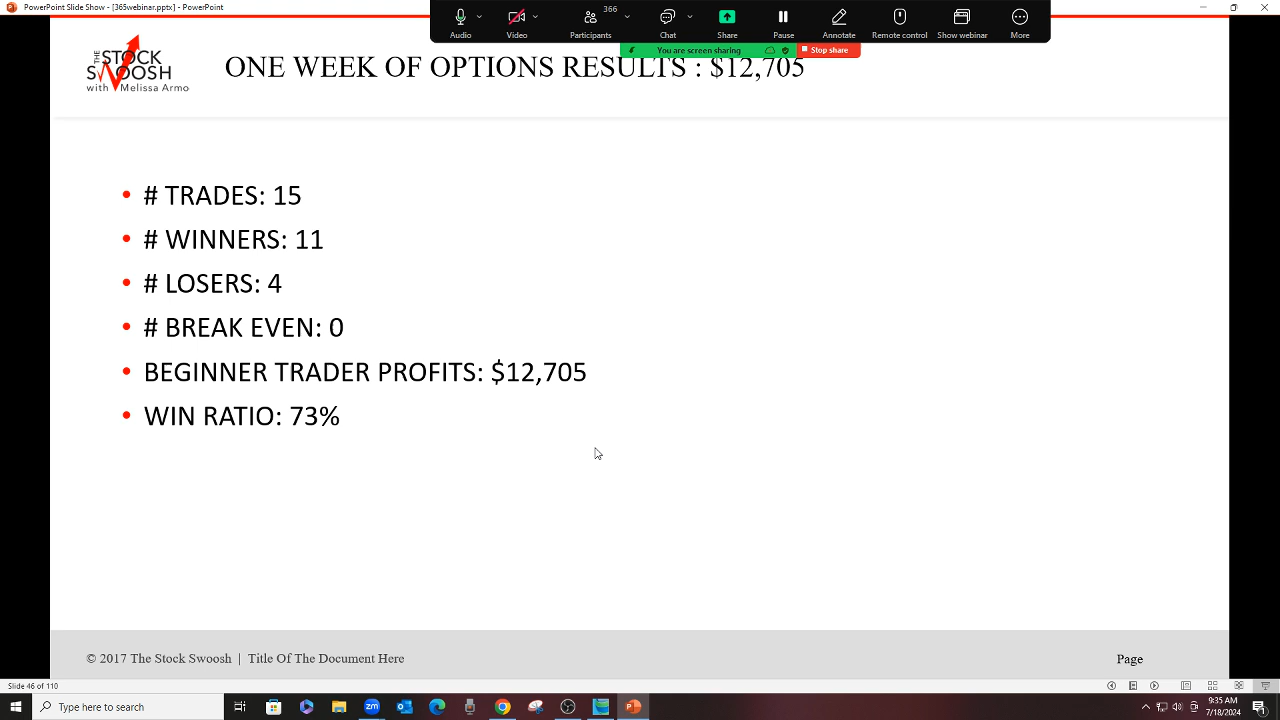 PowerPoint Slide Show - [365webinar.pptx] - PowerPoint
366
Audio
Video
Participants
Chat
Share
Pause
Annotate
Remote control
Show webinar
More
You are screen sharing
Stop share
THE
STOCK
SWOOSH
with Melissa Armo
ONE WEEK OF OPTIONS RESULTS : $12,705
• # TRADES: 15
• # WINNERS: 11
• # LOSERS: 4
• # BREAK EVEN: 0
• BEGINNER TRADER PROFITS: $12,705
• WIN RATIO: 73%
© 2017 The Stock Swoosh | Title Of The Document Here
Page
Slide 46 of 110
Type here to search
zm
9:35 AM
7/18/2024